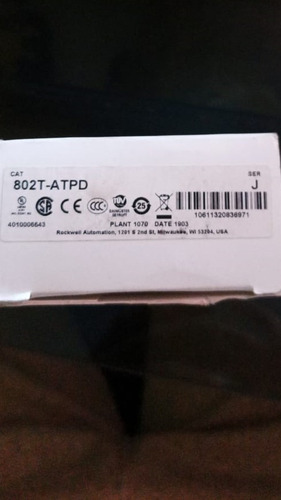 CAT
SER
802T-ATPD
J
25
10611320836971
4010006643
PLANT 1070 DATE 1903
Rockwell Automation, 1201 S 2nd St, Milwaukee, WI 53204, USA